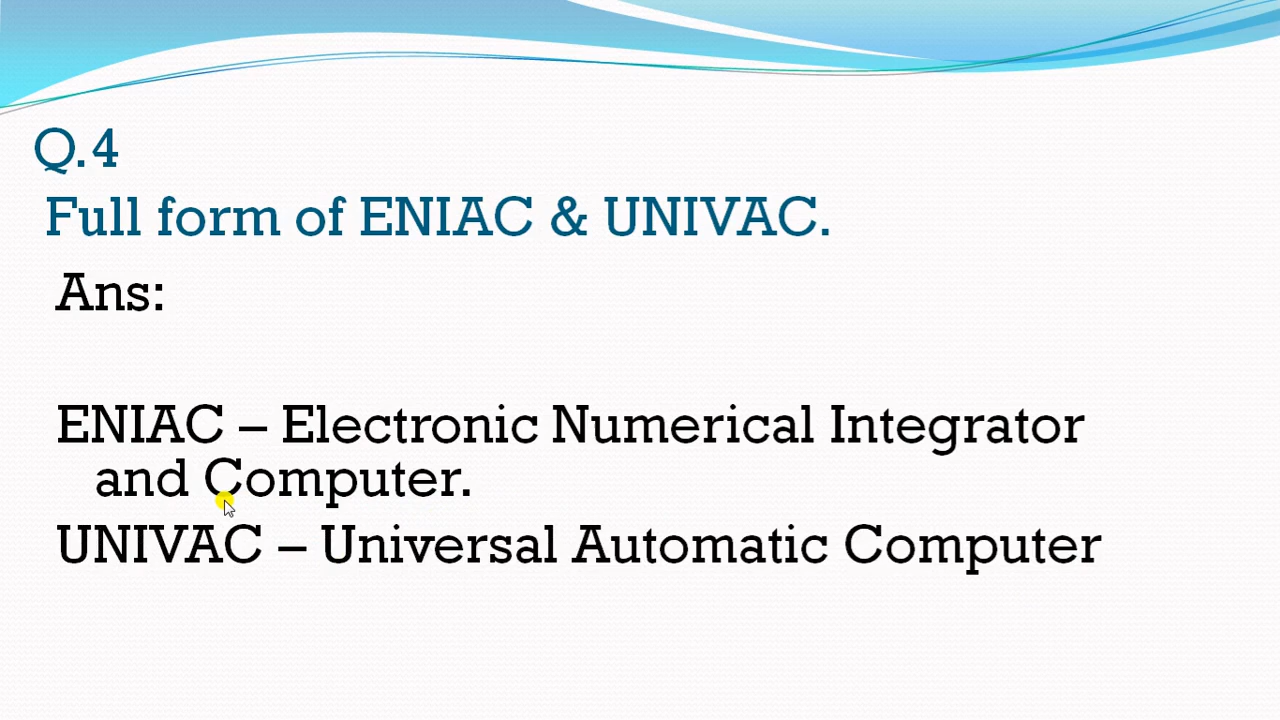 Q.4
Full form of ENIAC & UNIVAC.
Ans:
ENIAC – Electronic Numerical Integrator
and Computer.
UNIVAC – Universal Automatic Computer